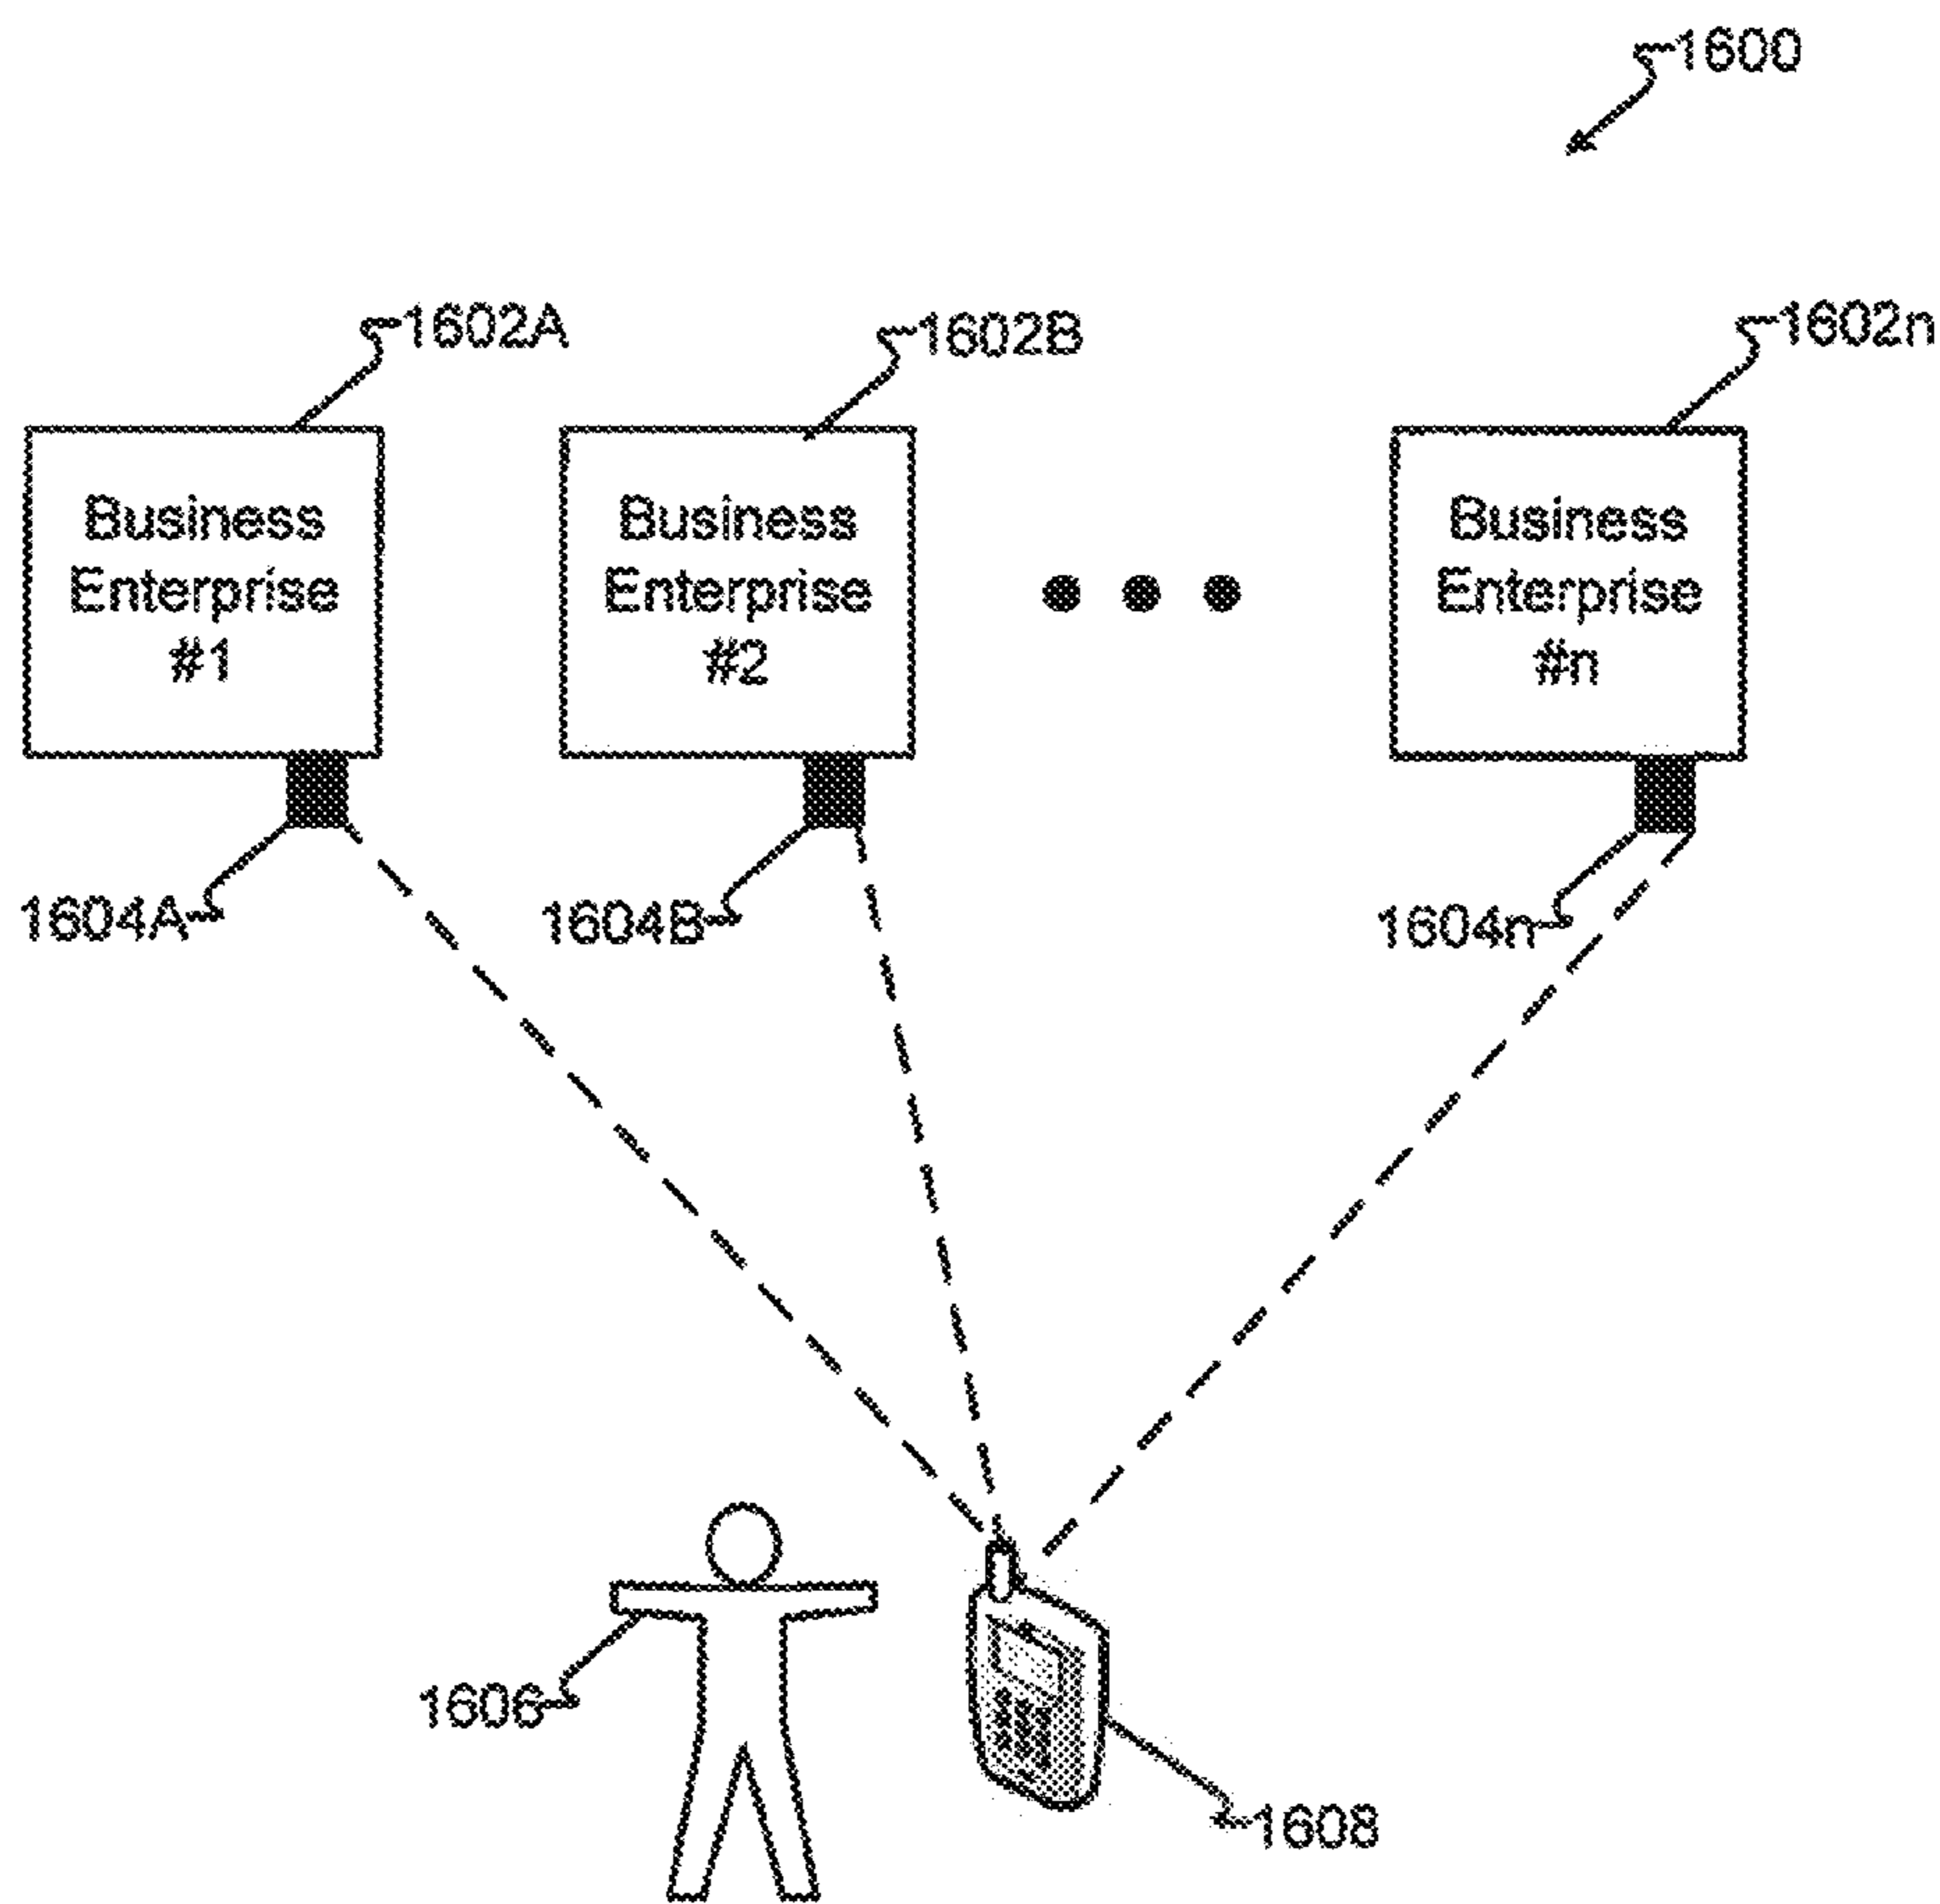 1600
1602A
1602B
1602n
Business
Enterprise
#1
Business
Enterprise
#2
Business
Enterprise
#n
1604A
1604B
1604n
1606
1608